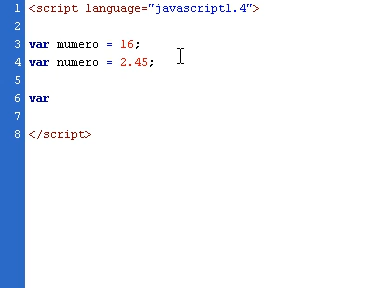 1 <script language="javascript1.4">
2
3 var mumero = 16;
4 var numero = 2.45;
5
6 var
7
8 </script>